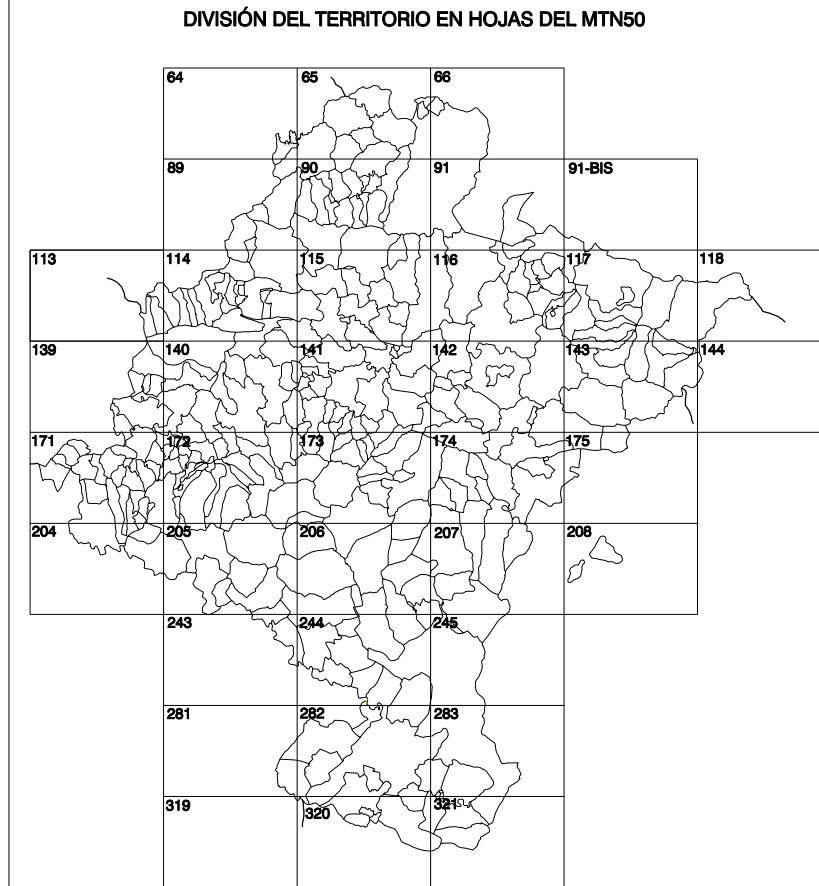 DIVISIÓN DEL TERRITORIO EN HOJAS DEL MTN50
64 65 66
89 90 91 91-BIS
113 114 115 116 117 118
139 140 141 142 143 144
171 172 173 174 175
204 205 206 207 208
243 244 245
281 282 283
319 320 321